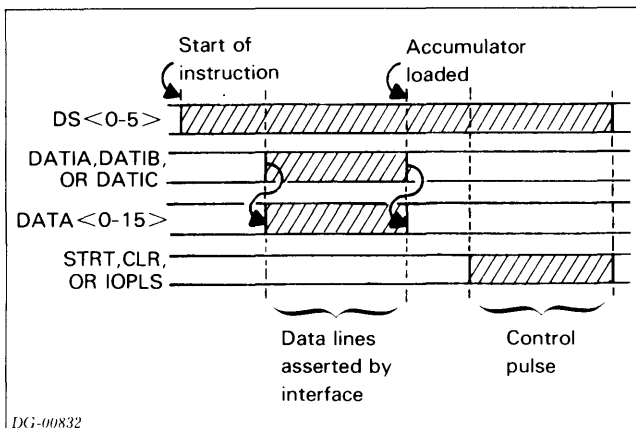 Start of
instruction
Accumulator
loaded
DS<0-5>
DATIA, DATIB,
OR DATIC
DATA<0-15>
STRT, CLR,
OR IOPLS
Data lines
asserted by
interface
Control
pulse
DG-00832